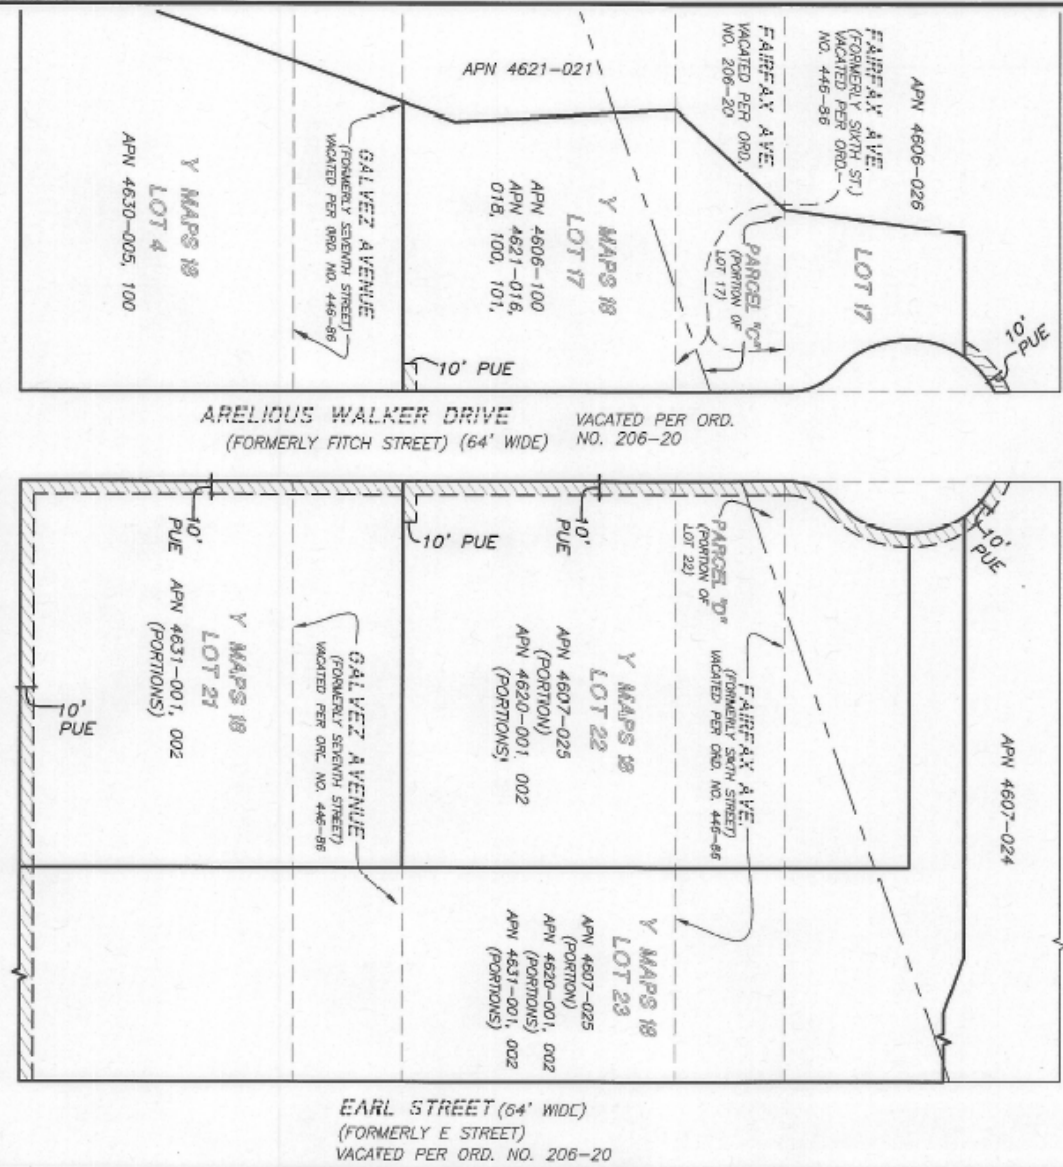 APN 4606-026
FAIRFAX AVE.
(FORMERLY SIXTH ST.)
VACATED PER ORD.
NO. 446-86
FAIRFAX AVE.
VACATED PER ORD.
NO. 206-20
APN 4621-021
PARCEL "C"
(PORTION OF
LOT 17)
LOT 17
10'
PUE
Y MAPS 18
LOT 17
APN 4606-100
APN 4621-016,
018, 100, 101,
GALVEZ AVENUE
(FORMERLY SEVENTH STREET)
VACATED PER ORD. NO. 446-86
Y MAPS 18
LOT 4
APN 4630-005, 100
10' PUE
ARELIOUS WALKER DRIVE
(FORMERLY FITCH STREET) (64' WIDE)
VACATED PER ORD.
NO. 206-20
10'
PUE
10' PUE
10'
PUE
10'
PUE
PARCEL "D"
(PORTION OF
LOT 22)
FAIRFAX AVE.
(FORMERLY SIXTH STREET)
VACATED PER ORD. NO. 446-86
Y MAPS 18
LOT 22
APN 4607-025
(PORTION)
APN 4620-001, 002
(PORTIONS)
GALVEZ AVENUE
(FORMERLY SEVENTH STREET)
VACATED PER ORD. NO. 446-86
Y MAPS 18
LOT 21
APN 4631-001, 002
(PORTIONS)
10'
PUE
APN 4607-024
Y MAPS 18
LOT 23
APN 4607-025
(PORTION)
APN 4620-001, 002
(PORTIONS)
APN 4631-001, 002
(PORTIONS)
EARL STREET (64' WIDE)
(FORMERLY E STREET)
VACATED PER ORD. NO. 206-20